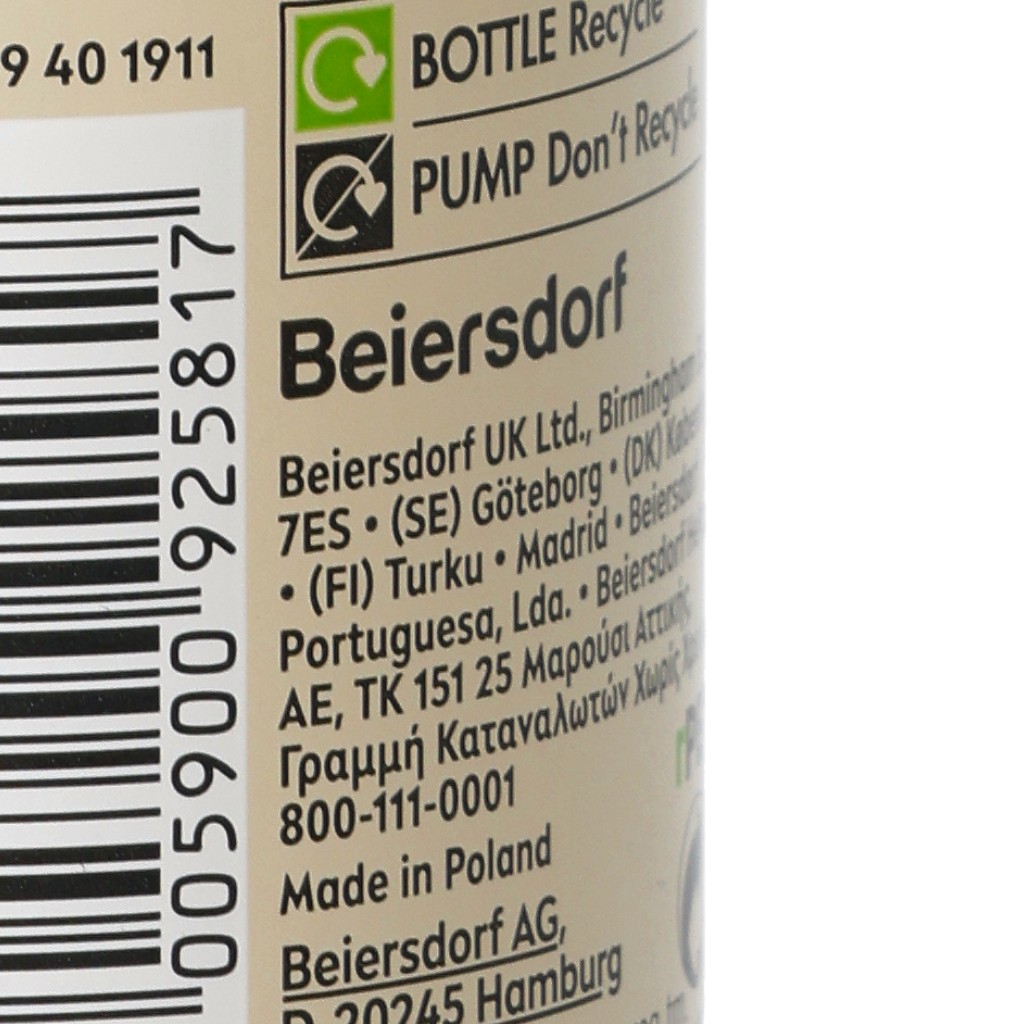 9 40 1911
BOTTLE Recycle
PUMP Don't Recycle
005900 925817
Beiersdorf
Beiersdorf UK Ltd., Birmingham
7ES • (SE) Göteborg • (DK)
• (FI) Turku • Madrid • Beiersdorf
Portuguesa, Lda. • Beiersdorf
AE, TK 151 25 Μαρούσι Αττικής
Γραμμή Καταναλωτών Χωρίς
800-111-0001
Made in Poland
Beiersdorf AG,
D-20245 Hamburg